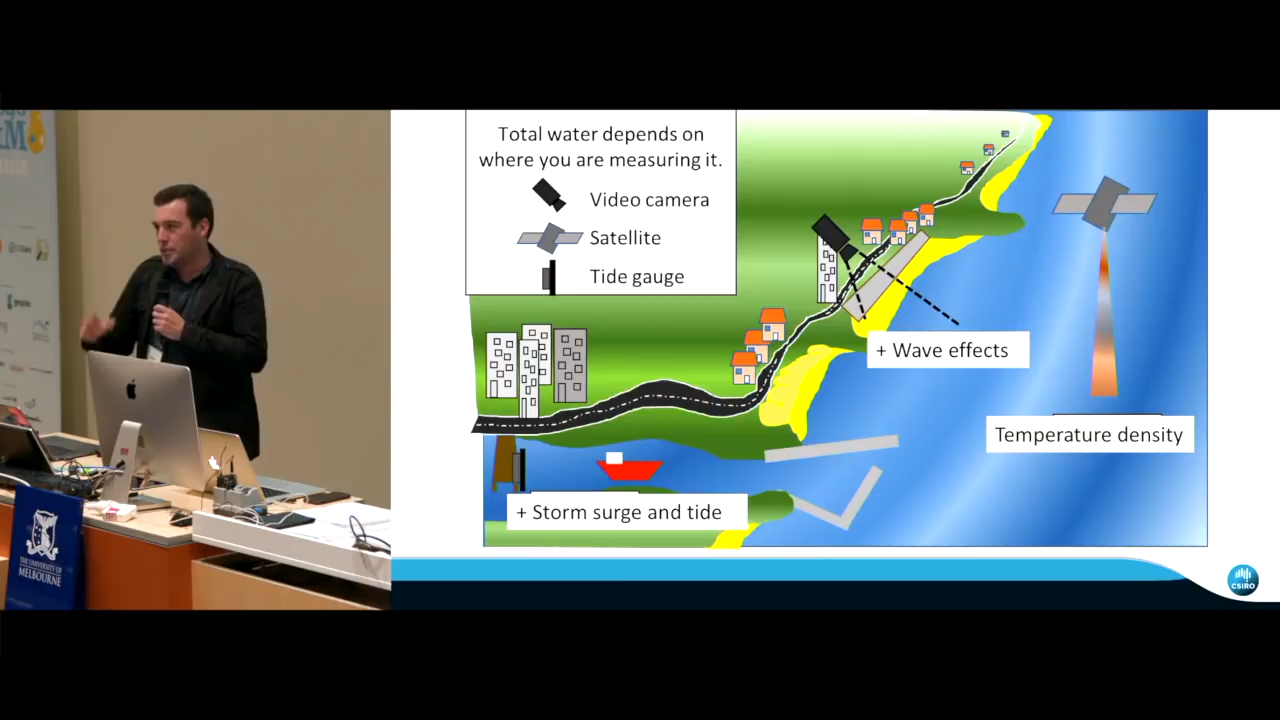 Total water depends on
where you are measuring it.
Video camera
Satellite
Tide gauge
+ Wave effects
Temperature density
+ Storm surge and tide
THE UNIVERSITY OF
MELBOURNE
CSIRO